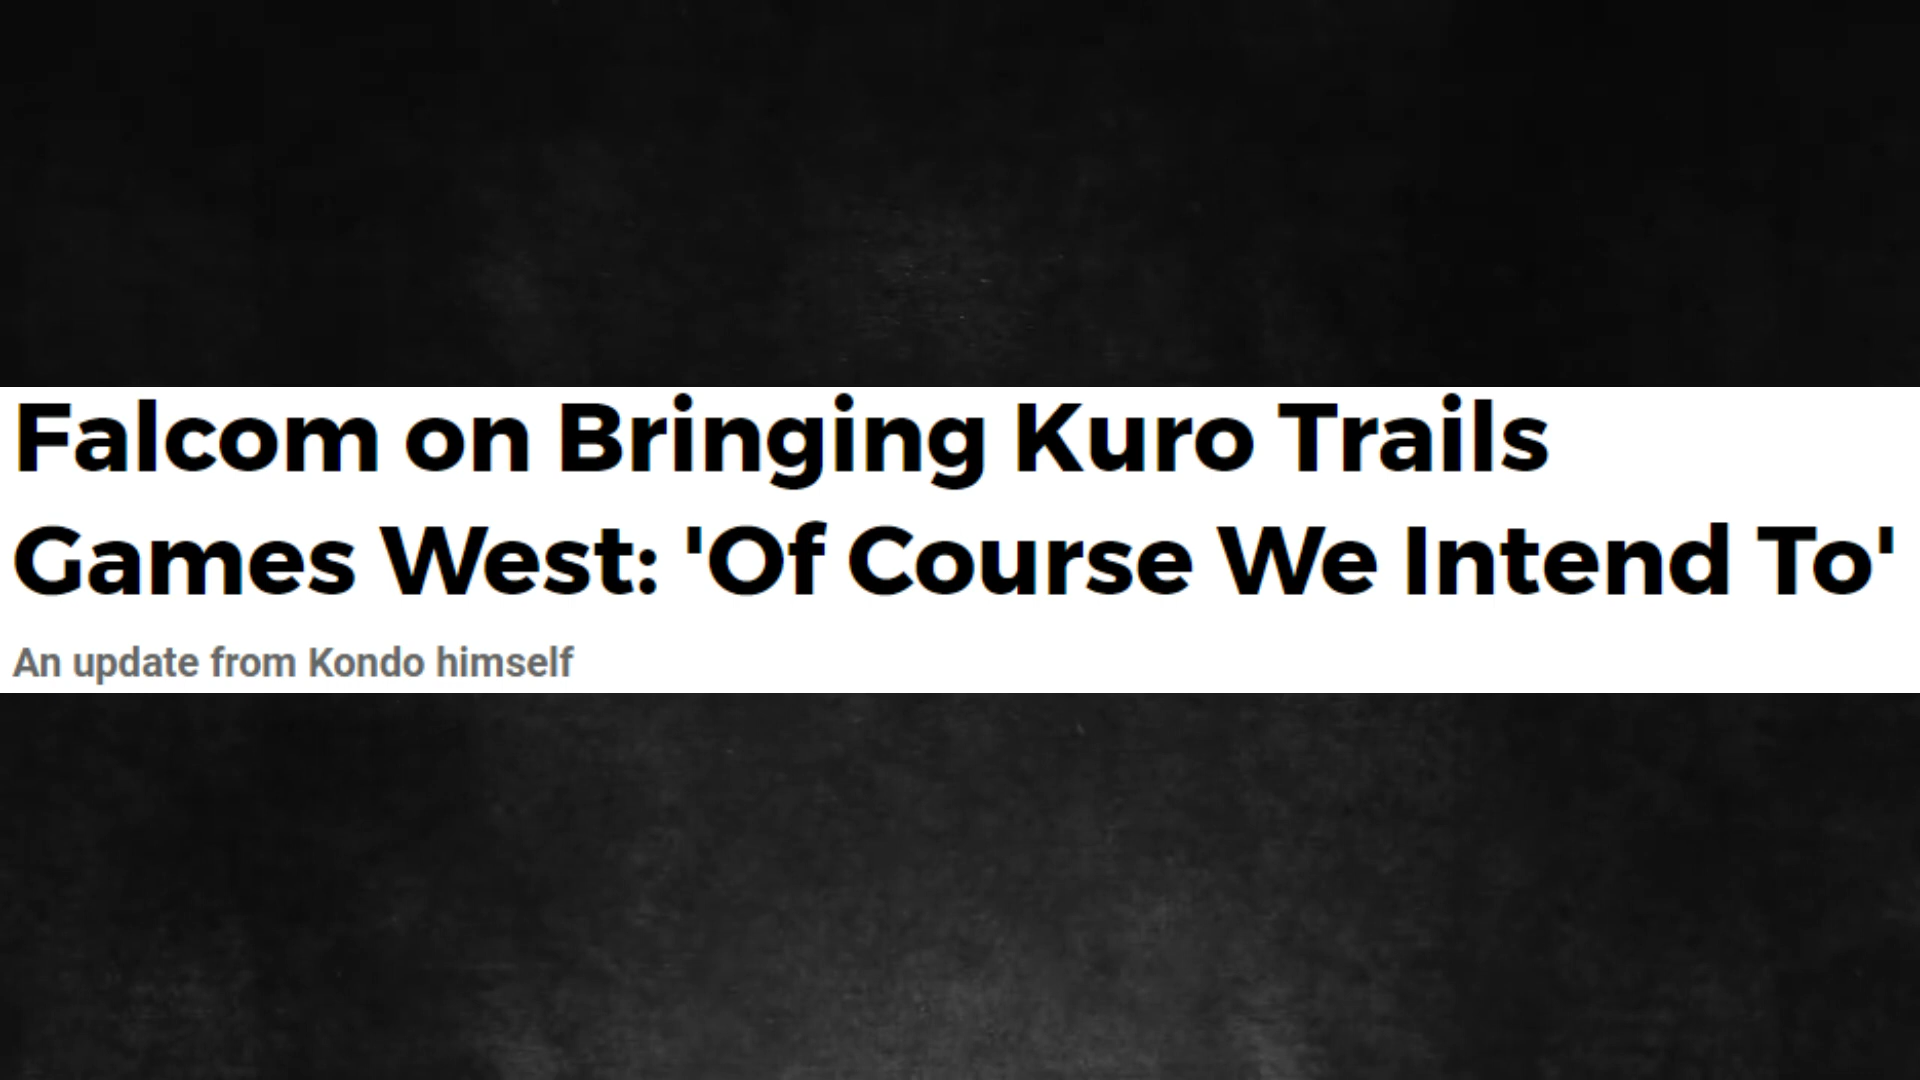 Falcom on Bringing Kuro Trails
Games West: 'Of Course We Intend To'
An update from Kondo himself